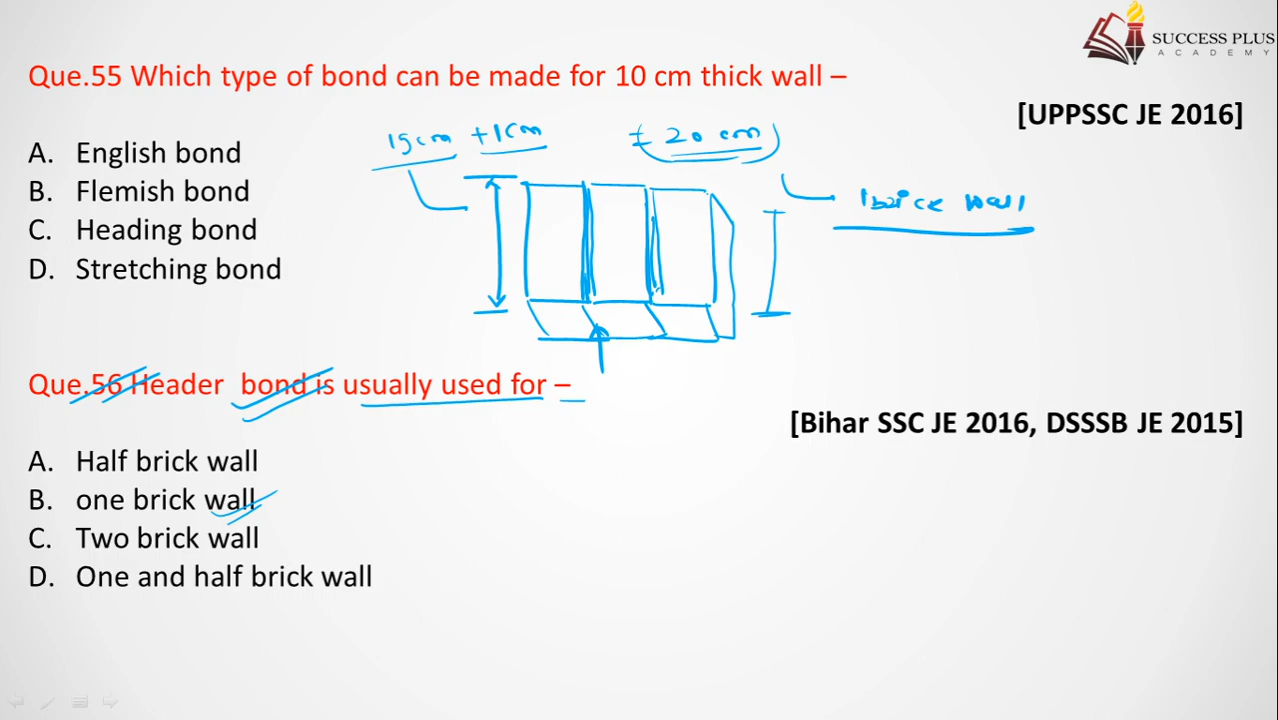 SUCCESS PLUS
ACADEMY
Que.55 Which type of bond can be made for 10 cm thick wall –
[UPPSSC JE 2016]
15cm +1cm
20 cm
A. English bond
B. Flemish bond
C. Heading bond
D. Stretching bond
wall
Que.56 Header bond is usually used for –
[Bihar SSC JE 2016, DSSSB JE 2015]
A. Half brick wall
B. one brick wall
C. Two brick wall
D. One and half brick wall